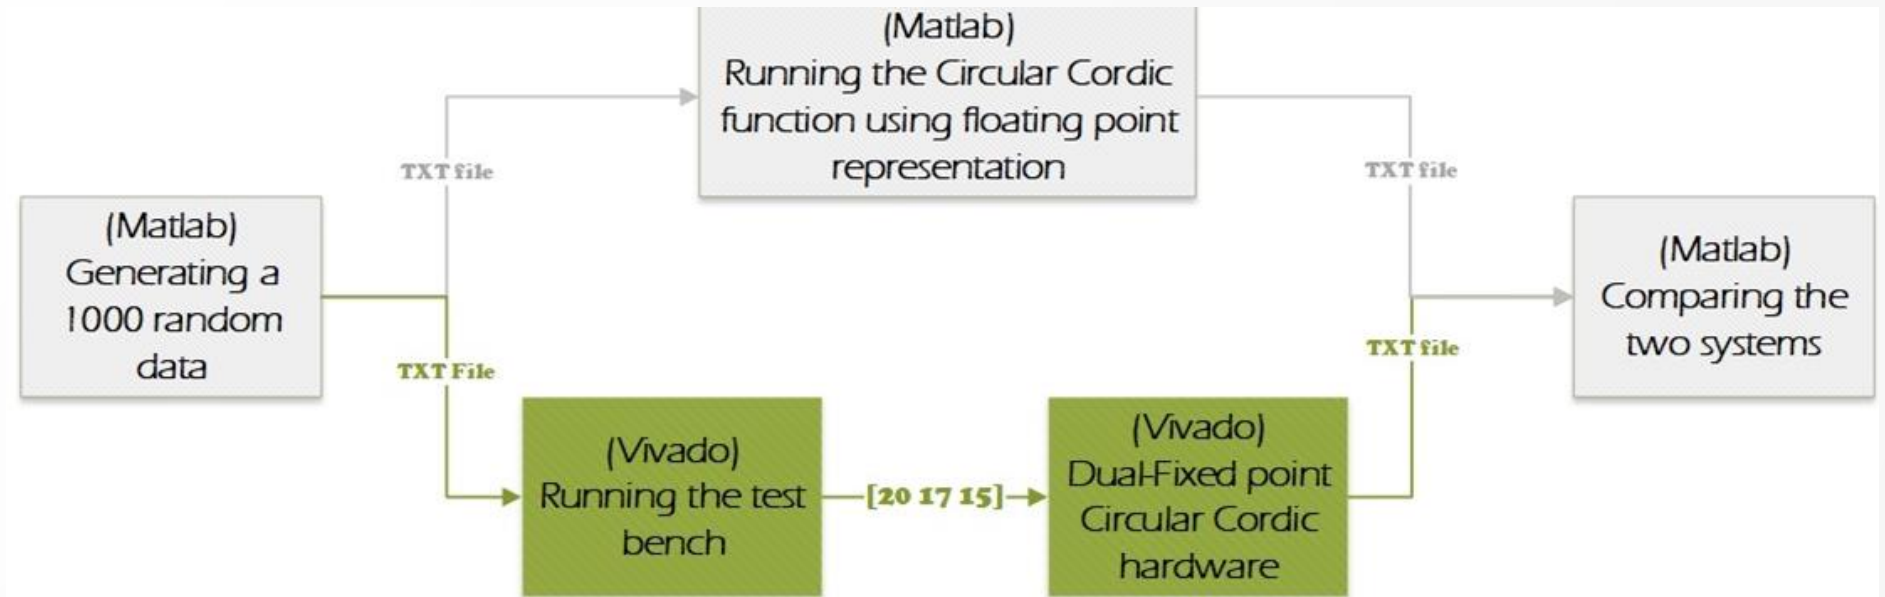 (Matlab)
Generating a
1000 random
data
TXT file
(Matlab)
Running the Circular Cordic
function using floating point
representation
TXT file
TXT File
(Vivado)
Running the test
bench
[20 17 15]
(Vivado)
Dual-Fixed point
Circular Cordic
hardware
TXT file
(Matlab)
Comparing the
two systems